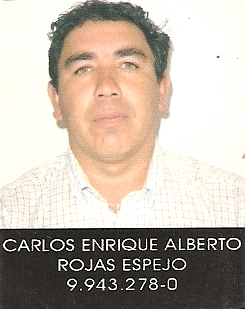 CARLOS ENRIQUE ALBERTO
ROJAS ESPEJO
9.943.278-0